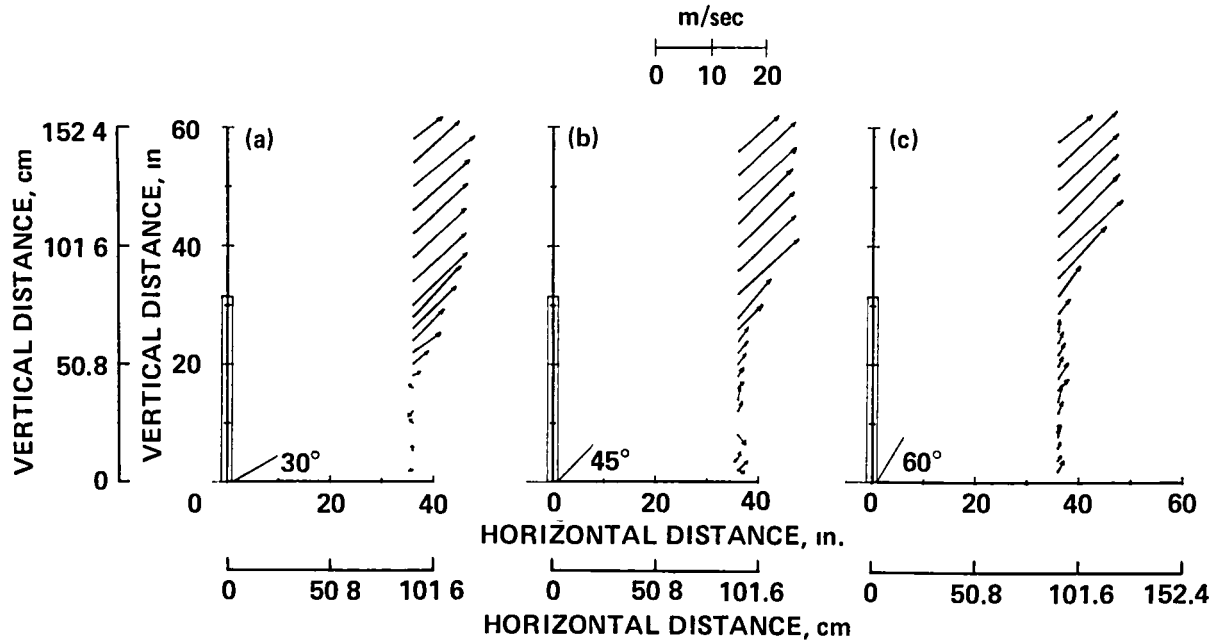 m/sec
0 10 20
(a)
(b)
(c)
VERTICAL DISTANCE, cm
152 4
101 6
50.8
0
VERTICAL DISTANCE, in
60
40
20
30°
45°
60°
0 20 40
0 20 40
0 20 40 60
HORIZONTAL DISTANCE, in.
0 50 8 101 6
0 50.8 101.6
0 50.8 101.6 152.4
HORIZONTAL DISTANCE, cm